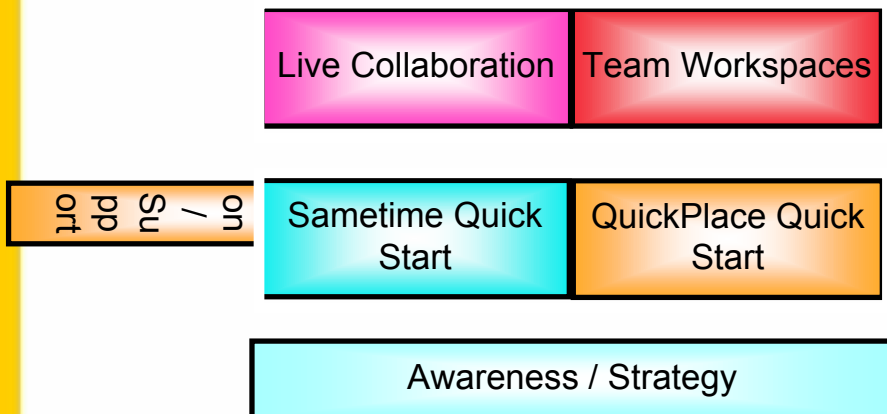 Live Collaboration
Team Workspaces
on
/
Su
pp
ort
Sametime Quick
Start
QuickPlace Quick
Start
Awareness / Strategy